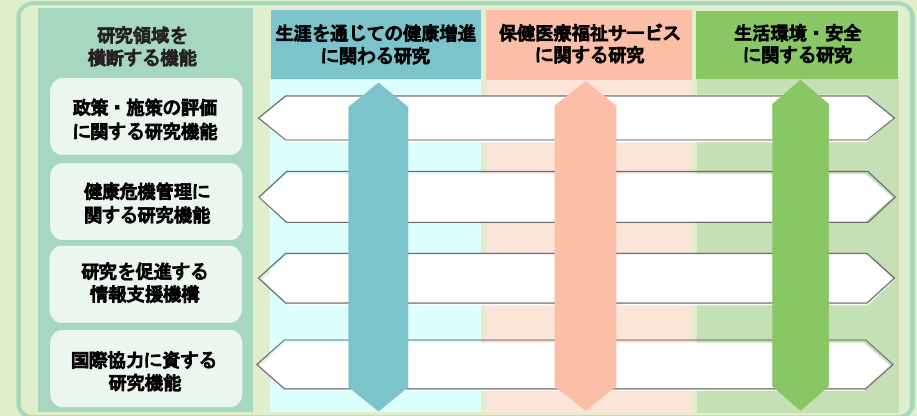 研究領域を
横断する機能
生涯を通じての健康増進
に関わる研究
保健医療福祉サービス
に関する研究
生活環境・安全
に関する研究
政策・施策の評価
に関する研究機能
健康危機管理に
関する研究機能
研究を促進する
情報支援機構
国際協力に資する
研究機能